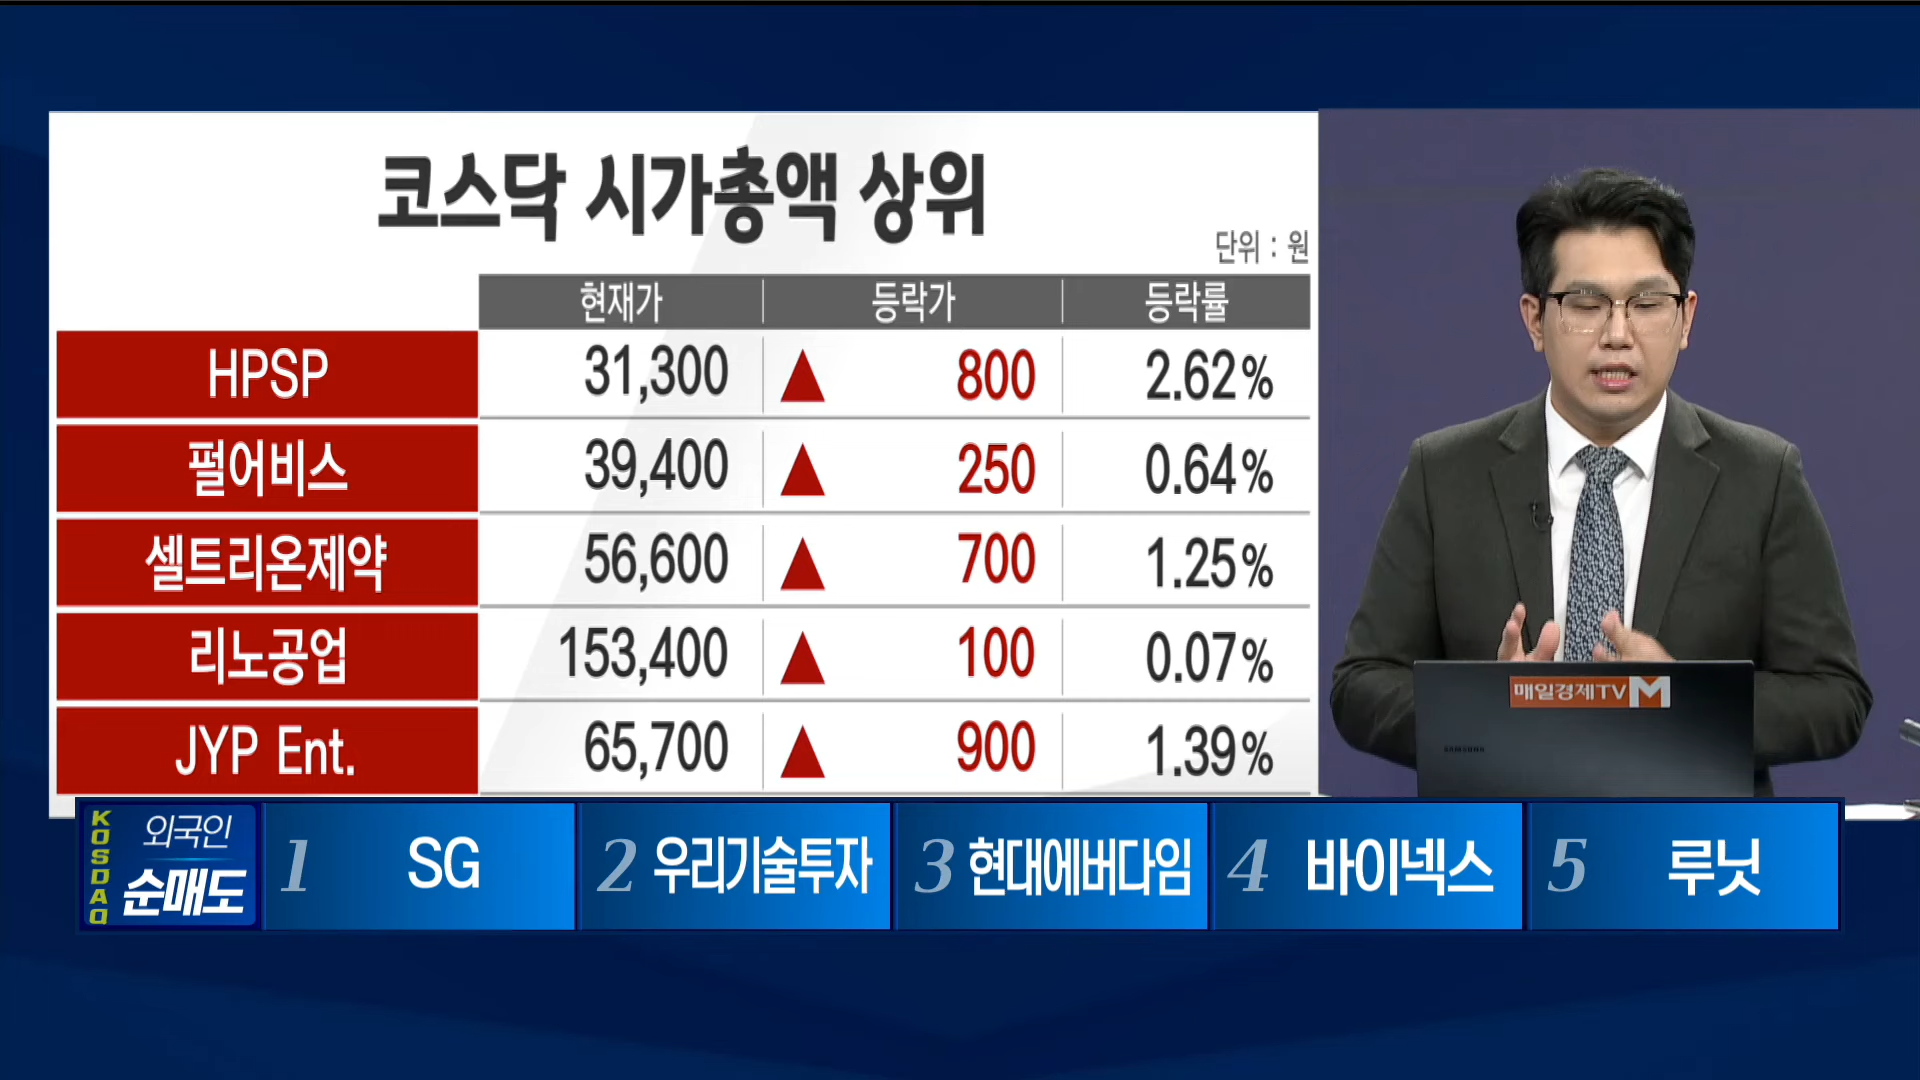 코스닥 시가총액 상위
단위 : 원
현재가 등락가 등락률
HPSP 31,300 ▲ 800 2.62%
펄어비스 39,400 ▲ 250 0.64%
셀트리온제약 56,600 ▲ 700 1.25%
리노공업 153,400 ▲ 100 0.07%
JYP Ent. 65,700 ▲ 900 1.39%
매일경제TV M
SAMSUNG
KOSDAQ
외국인
순매도
1 SG 2 우리기술투자 3 현대에버다임 4 바이넥스 5 루닛